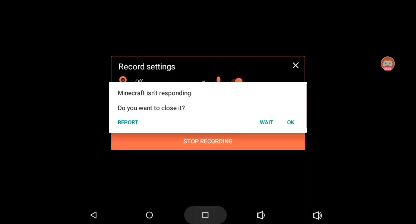 Record settings
Minecraft isn't responding
Do you want to close it?
REPORT
WAIT
OK
STOP RECORDING